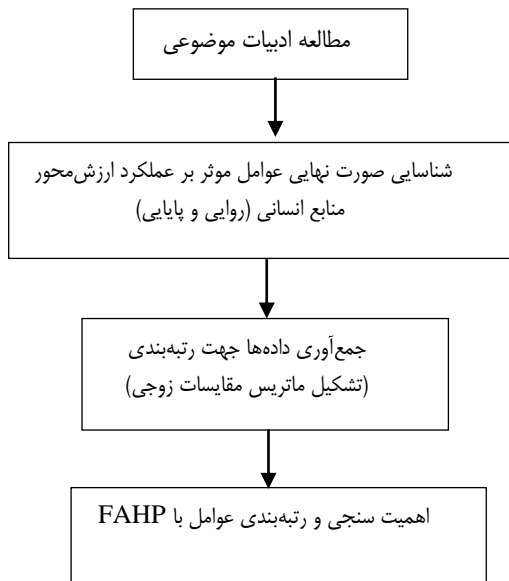 مطالعه ادبیات موضوعی
شناسایی صورت نهایی عوامل موثر بر عملکرد ارزش‌محور
منابع انسانی (روایی و پایایی)
جمع‌آوری داده‌ها جهت رتبه‌بندی
(تشکیل ماتریس مقایسات زوجی)
اهمیت سنجی و رتبه‌بندی عوامل با FAHP